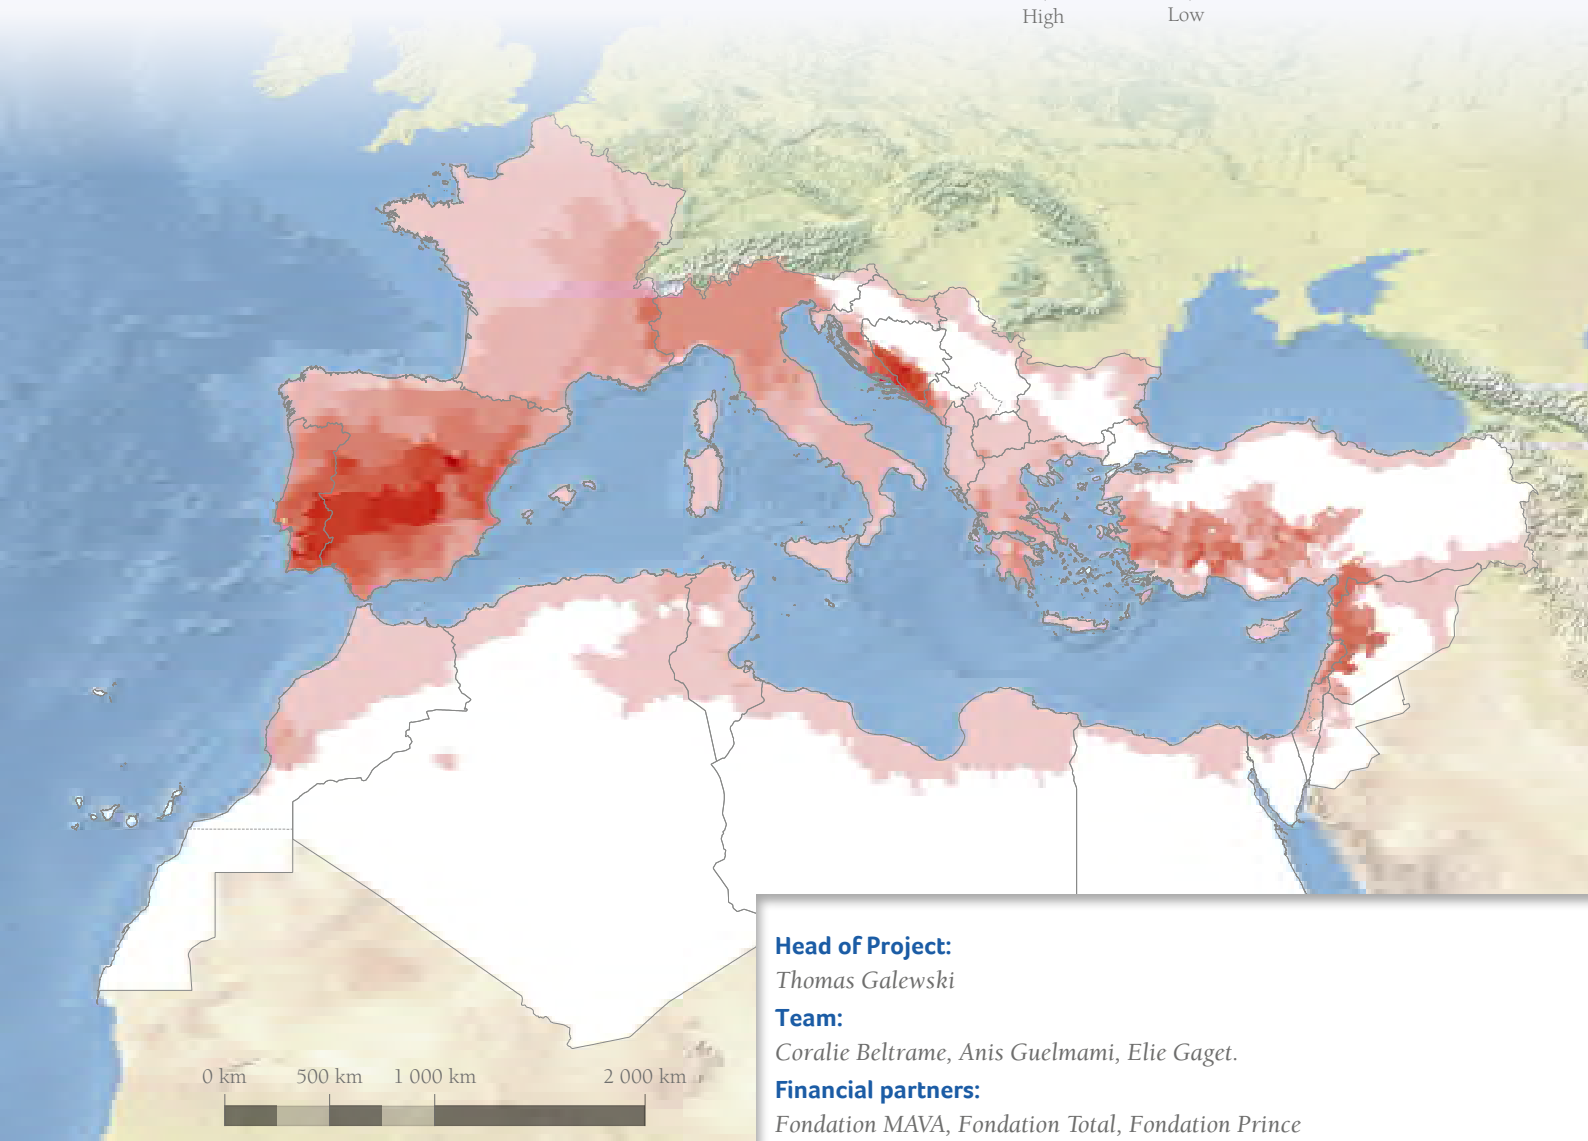 High Low
0 km 500 km 1 000 km 2 000 km
Head of Project:
Thomas Galewski
Team:
Coralie Beltrame, Anis Guelmami, Elie Gaget.
Financial partners:
Fondation MAVA, Fondation Total, Fondation Prince